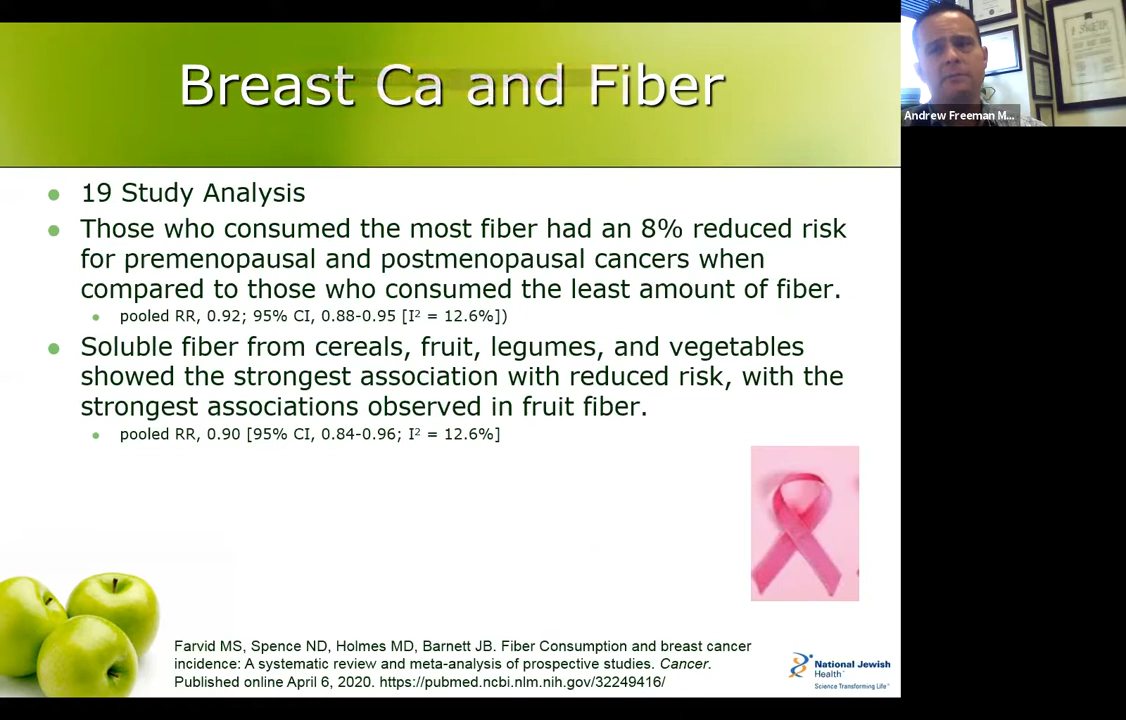 Breast Ca and Fiber
Andrew Freeman M...
19 Study Analysis
Those who consumed the most fiber had an 8% reduced risk
for premenopausal and postmenopausal cancers when
compared to those who consumed the least amount of fiber.
pooled RR, 0.92; 95% CI, 0.88-0.95 [I² = 12.6%])
Soluble fiber from cereals, fruit, legumes, and vegetables
showed the strongest association with reduced risk, with the
strongest associations observed in fruit fiber.
pooled RR, 0.90 [95% CI, 0.84-0.96; I² = 12.6%]
Farvid MS, Spence ND, Holmes MD, Barnett JB. Fiber Consumption and breast cancer
incidence: A systematic review and meta-analysis of prospective studies. Cancer.
Published online April 6, 2020. https://pubmed.ncbi.nlm.nih.gov/32249416/
National Jewish
Health
Science Transforming Life